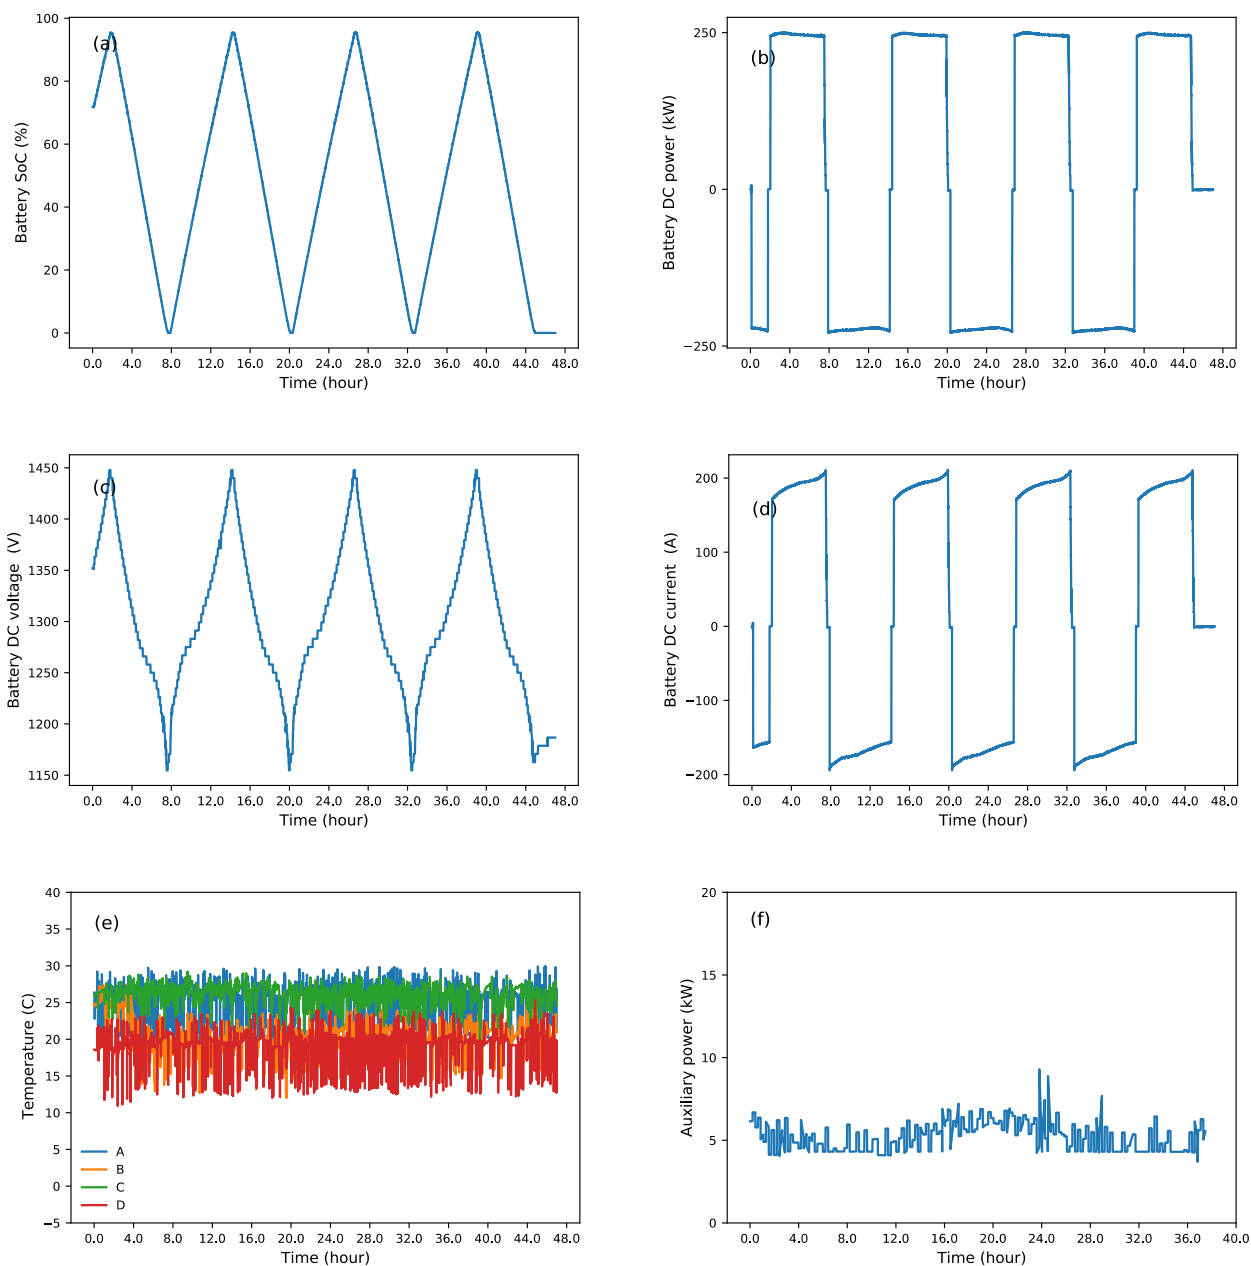 (a)
Battery SoC (%)
100
80
60
40
20
0
0.0 4.0 8.0 12.0 16.0 20.0 24.0 28.0 32.0 36.0 40.0 44.0 48.0
Time (hour)
(b)
Battery DC power (kW)
250
0
−250
0.0 4.0 8.0 12.0 16.0 20.0 24.0 28.0 32.0 36.0 40.0 44.0 48.0
Time (hour)
(c)
Battery DC voltage (V)
1450
1400
1350
1300
1250
1200
1150
0.0 4.0 8.0 12.0 16.0 20.0 24.0 28.0 32.0 36.0 40.0 44.0 48.0
Time (hour)
(d)
Battery DC current (A)
200
100
0
−100
−200
0.0 4.0 8.0 12.0 16.0 20.0 24.0 28.0 32.0 36.0 40.0 44.0 48.0
Time (hour)
(e)
Temperature (C)
40
35
30
25
20
15
10
5
0
−5
A
B
C
D
0.0 4.0 8.0 12.0 16.0 20.0 24.0 28.0 32.0 36.0 40.0 44.0 48.0
Time (hour)
(f)
Auxiliary power (kW)
20
15
10
5
0
0.0 4.0 8.0 12.0 16.0 20.0 24.0 28.0 32.0 36.0 40.0
Time (hour)